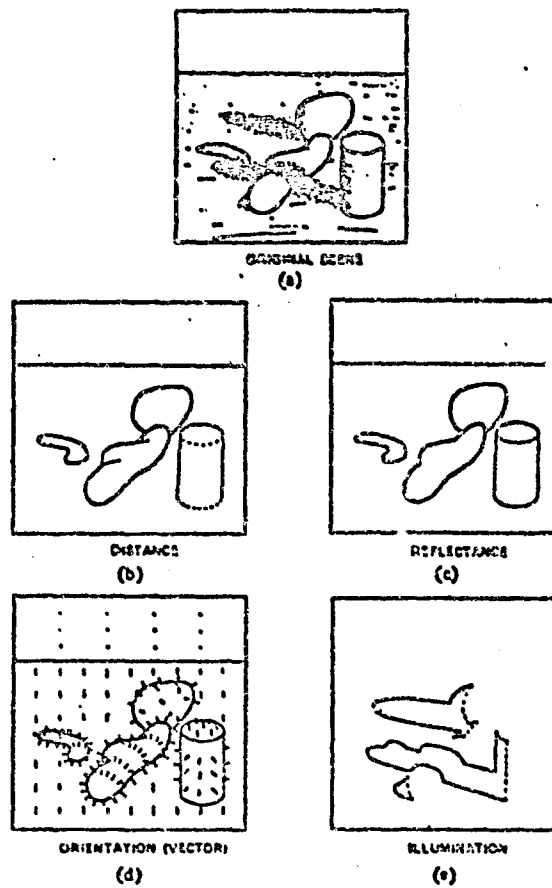 ORIGINAL SCENE
(a)
DISTANCE
(b)
REFLECTANCE
(c)
ORIENTATION (VECTOR)
(d)
ILLUMINATION
(e)